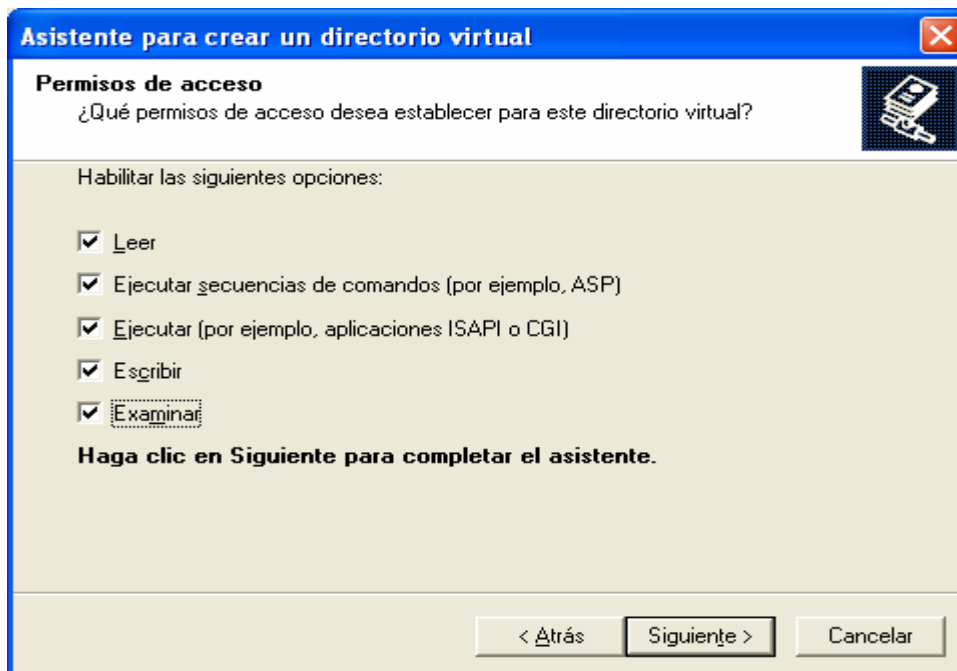 Asistente para crear un directorio virtual
Permisos de acceso
¿Qué permisos de acceso desea establecer para este directorio virtual?
Habilitar las siguientes opciones:
Leer
Ejecutar secuencias de comandos (por ejemplo, ASP)
Ejecutar (por ejemplo, aplicaciones ISAPI o CGI)
Escribir
Examinar
Haga clic en Siguiente para completar el asistente.
< Atrás Siguiente > Cancelar